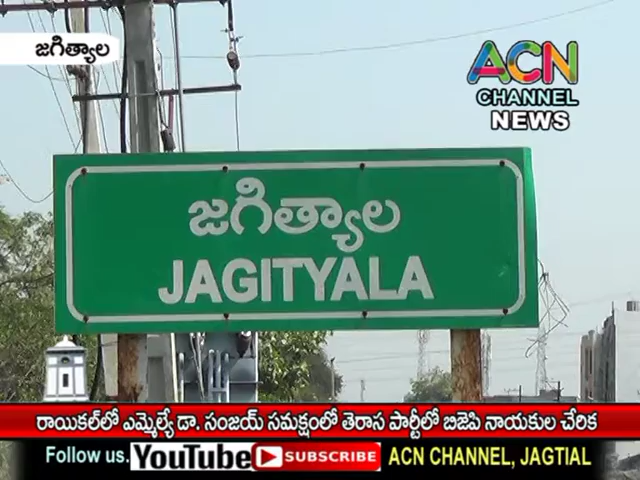 జగిత్యాల
ACN
CHANNEL
NEWS
జగిత్యాల
JAGITYALA
రాయికల్‌లో ఎమ్మెల్యే డా. సంజయ్ సమక్షంలో తెరాస పార్టీలో బిజెపి నాయకుల చేరిక
Follow us. YouTube SUBSCRIBE ACN CHANNEL, JAGTIAL